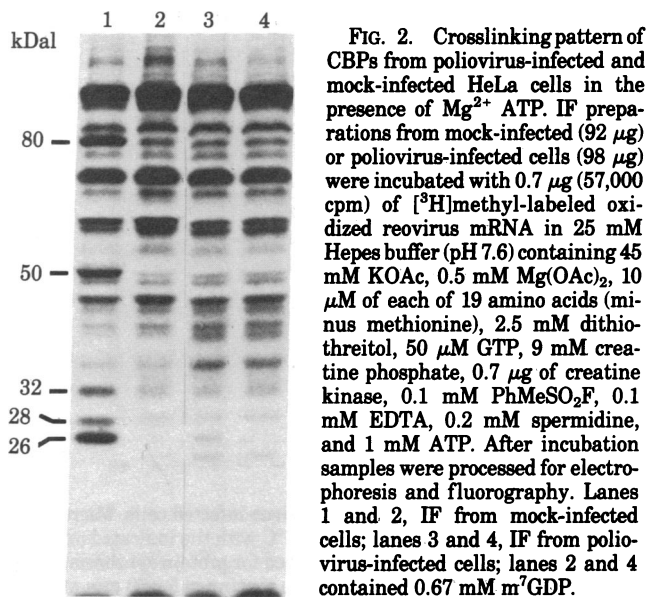 1 2 3 4
kDal
80
50
32
28
26
FIG. 2. Crosslinking pattern of
CBPs from poliovirus-infected and
mock-infected HeLa cells in the
presence of Mg²⁺ ATP. IF prepa-
rations from mock-infected (92 μg)
or poliovirus-infected cells (98 μg)
were incubated with 0.7 μg (57,000
cpm) of [³H]methyl-labeled oxi-
dized reovirus mRNA in 25 mM
Hepes buffer (pH 7.6) containing 45
mM KOAc, 0.5 mM Mg(OAc)₂, 10
μM of each of 19 amino acids (mi-
nus methionine), 2.5 mM dithio-
threitol, 50 μM GTP, 9 mM crea-
tine phosphate, 0.7 μg of creatine
kinase, 0.1 mM PhMeSO₂F, 0.1
mM EDTA, 0.2 mM spermidine,
and 1 mM ATP. After incubation
samples were processed for electro-
phoresis and fluorography. Lanes
1 and 2, IF from mock-infected
cells; lanes 3 and 4, IF from polio-
virus-infected cells; lanes 2 and 4
contained 0.67 mM m⁷GDP.